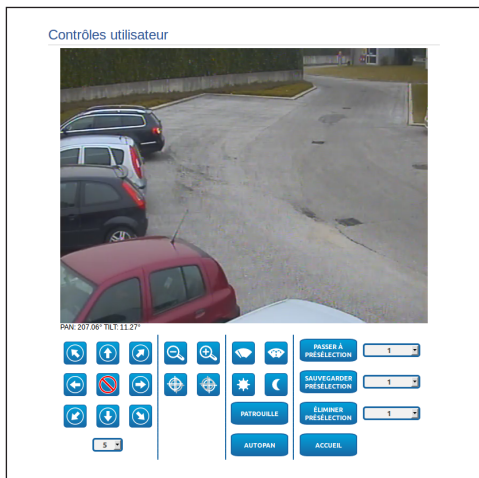 Contrôles utilisateur
PAN: 207.06° TILT: 11.27°
PASSER À
PRÉSÉLECTION
1
SAUVEGARDER
PRÉSÉLECTION
1
PATROUILLE
ÉLIMINER
PRÉSÉLECTION
1
5
AUTOPAN
ACCUEIL